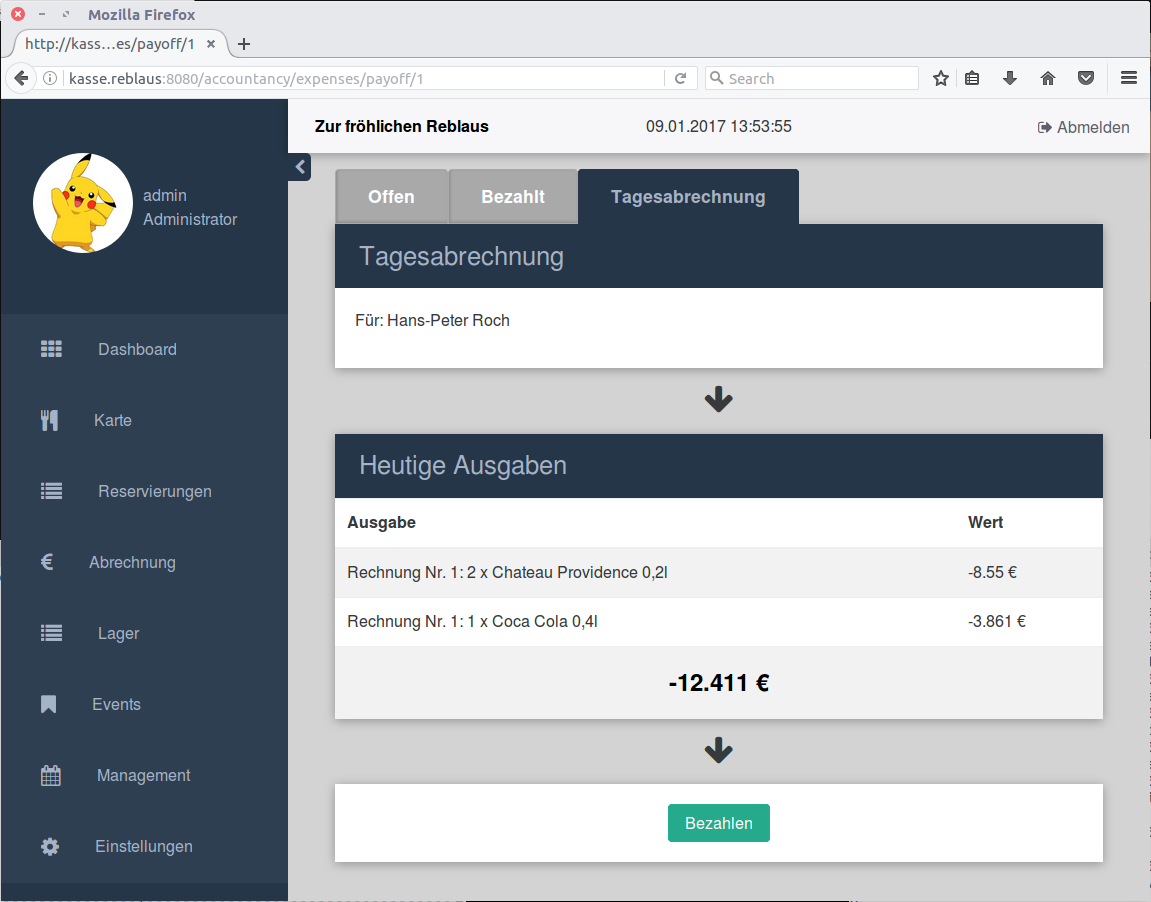 Mozilla Firefox
http://kass...es/payoff/1
kasse.reblaus:8080/accountancy/expenses/payoff/1
Search
Zur fröhlichen Reblaus
09.01.2017 13:53:55
Abmelden
admin
Administrator
Dashboard
Karte
Reservierungen
€ Abrechnung
Lager
Events
Management
Einstellungen
Offen
Bezahlt
Tagesabrechnung
Tagesabrechnung
Für: Hans-Peter Roch
Heutige Ausgaben
Ausgabe Wert
Rechnung Nr. 1: 2 x Chateau Providence 0,2l -8.55 €
Rechnung Nr. 1: 1 x Coca Cola 0,4l -3.861 €
-12.411 €
Bezahlen